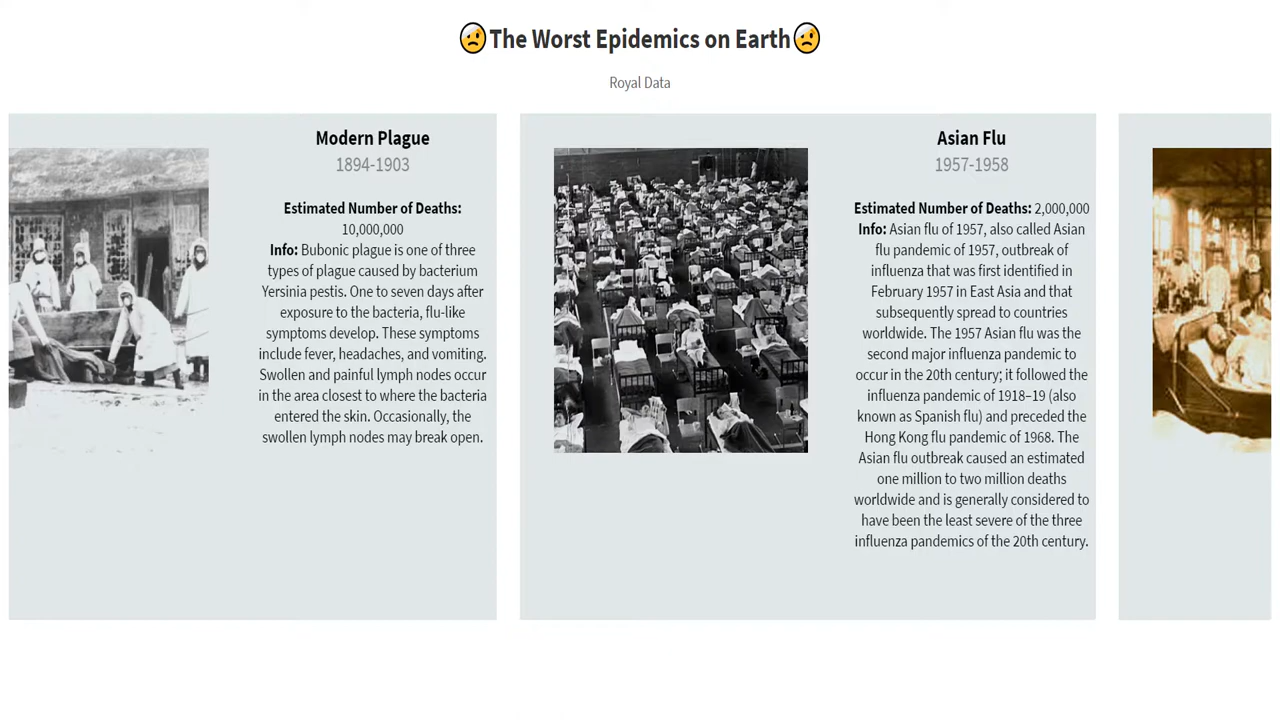 The Worst Epidemics on Earth
Royal Data
Modern Plague
1894-1903
Estimated Number of Deaths:
10,000,000
Info: Bubonic plague is one of three
types of plague caused by bacterium
Yersinia pestis. One to seven days after
exposure to the bacteria, flu-like
symptoms develop. These symptoms
include fever, headaches, and vomiting.
Swollen and painful lymph nodes occur
in the area closest to where the bacteria
entered the skin. Occasionally, the
swollen lymph nodes may break open.
Asian Flu
1957-1958
Estimated Number of Deaths: 2,000,000
Info: Asian flu of 1957, also called Asian
flu pandemic of 1957, outbreak of
influenza that was first identified in
February 1957 in East Asia and that
subsequently spread to countries
worldwide. The 1957 Asian flu was the
second major influenza pandemic to
occur in the 20th century; it followed the
influenza pandemic of 1918–19 (also
known as Spanish flu) and preceded the
Hong Kong flu pandemic of 1968. The
Asian flu outbreak caused an estimated
one million to two million deaths
worldwide and is generally considered to
have been the least severe of the three
influenza pandemics of the 20th century.